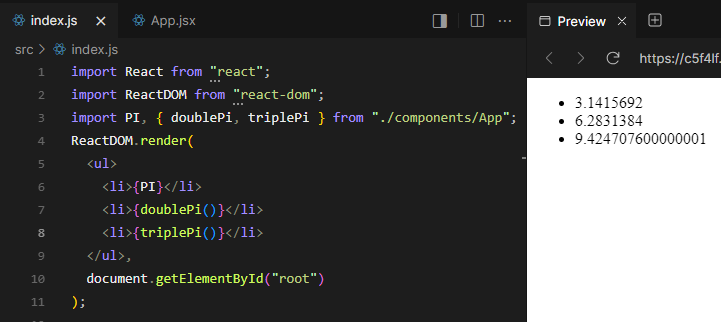 index.js
App.jsx
src > index.js
1 import React from "react";
2 import ReactDOM from "react-dom";
3 import PI, { doublePi, triplePi } from "./components/App";
4 ReactDOM.render(
5 <ul>
6 <li>{PI}</li>
7 <li>{doublePi()}</li>
8 <li>{triplePi()}</li>
9 </ul>,
10 document.getElementById("root")
11 );
Preview
https://c5f4lf.
3.1415692
6.2831384
9.424707600000001